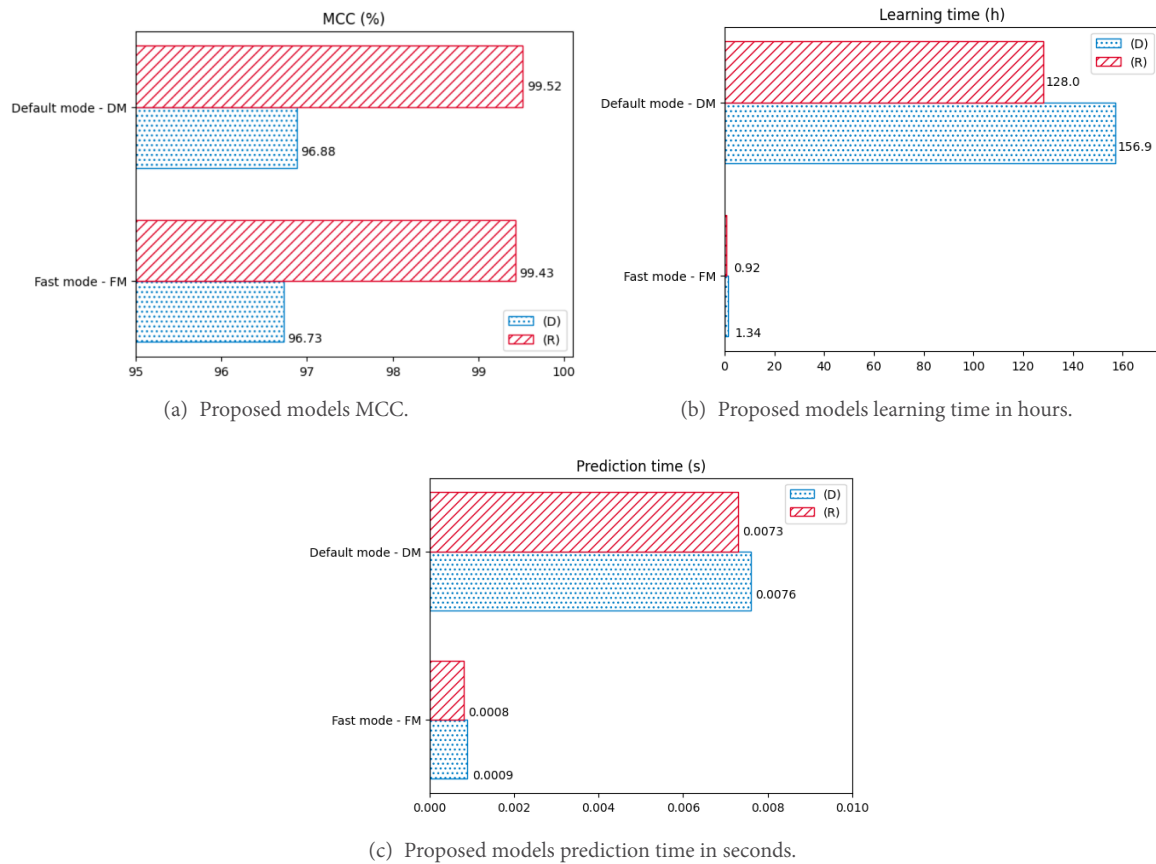 MCC (%)
Default mode - DM
99.52
96.88
Fast mode - FM
99.43
96.73
(D)
(R)
95 96 97 98 99 100
(a) Proposed models MCC.
Learning time (h)
(D)
(R)
Default mode - DM
128.0
156.9
Fast mode - FM
0.92
1.34
0 20 40 60 80 100 120 140 160
(b) Proposed models learning time in hours.
Prediction time (s)
(D)
(R)
Default mode - DM
0.0073
0.0076
Fast mode - FM
0.0008
0.0009
0.000 0.002 0.004 0.006 0.008 0.010
(c) Proposed models prediction time in seconds.